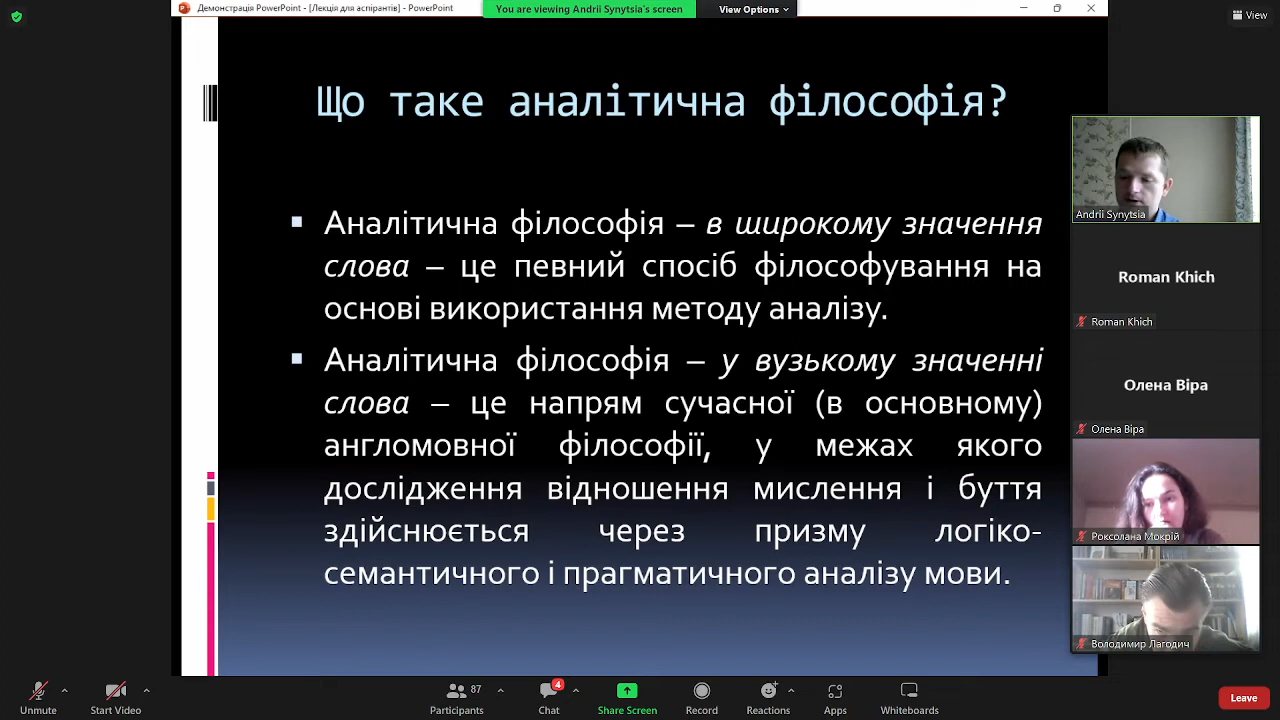 Демонстрація PowerPoint - [Лекція для аспірантів] - PowerPoint
You are viewing Andrii Synytsia's screen
View Options
View
Що таке аналітична філософія?
Аналітична філософія – в широкому значення
слова – це певний спосіб філософування на
основі використання методу аналізу.
Аналітична філософія – у вузькому значенні
слова – це напрям сучасної (в основному)
англомовної філософії, у межах якого
дослідження відношення мислення і буття
здійснюється через призму логіко-
семантичного і прагматичного аналізу мови.
Andrii Synytsia
Roman Khich
Roman Khich
Олена Віра
Олена Віра
Роксолана Мокрій
Володимир Лагодич
Unmute
Start Video
87
Participants
4
Chat
Share Screen
Record
Reactions
Apps
Whiteboards
Leave